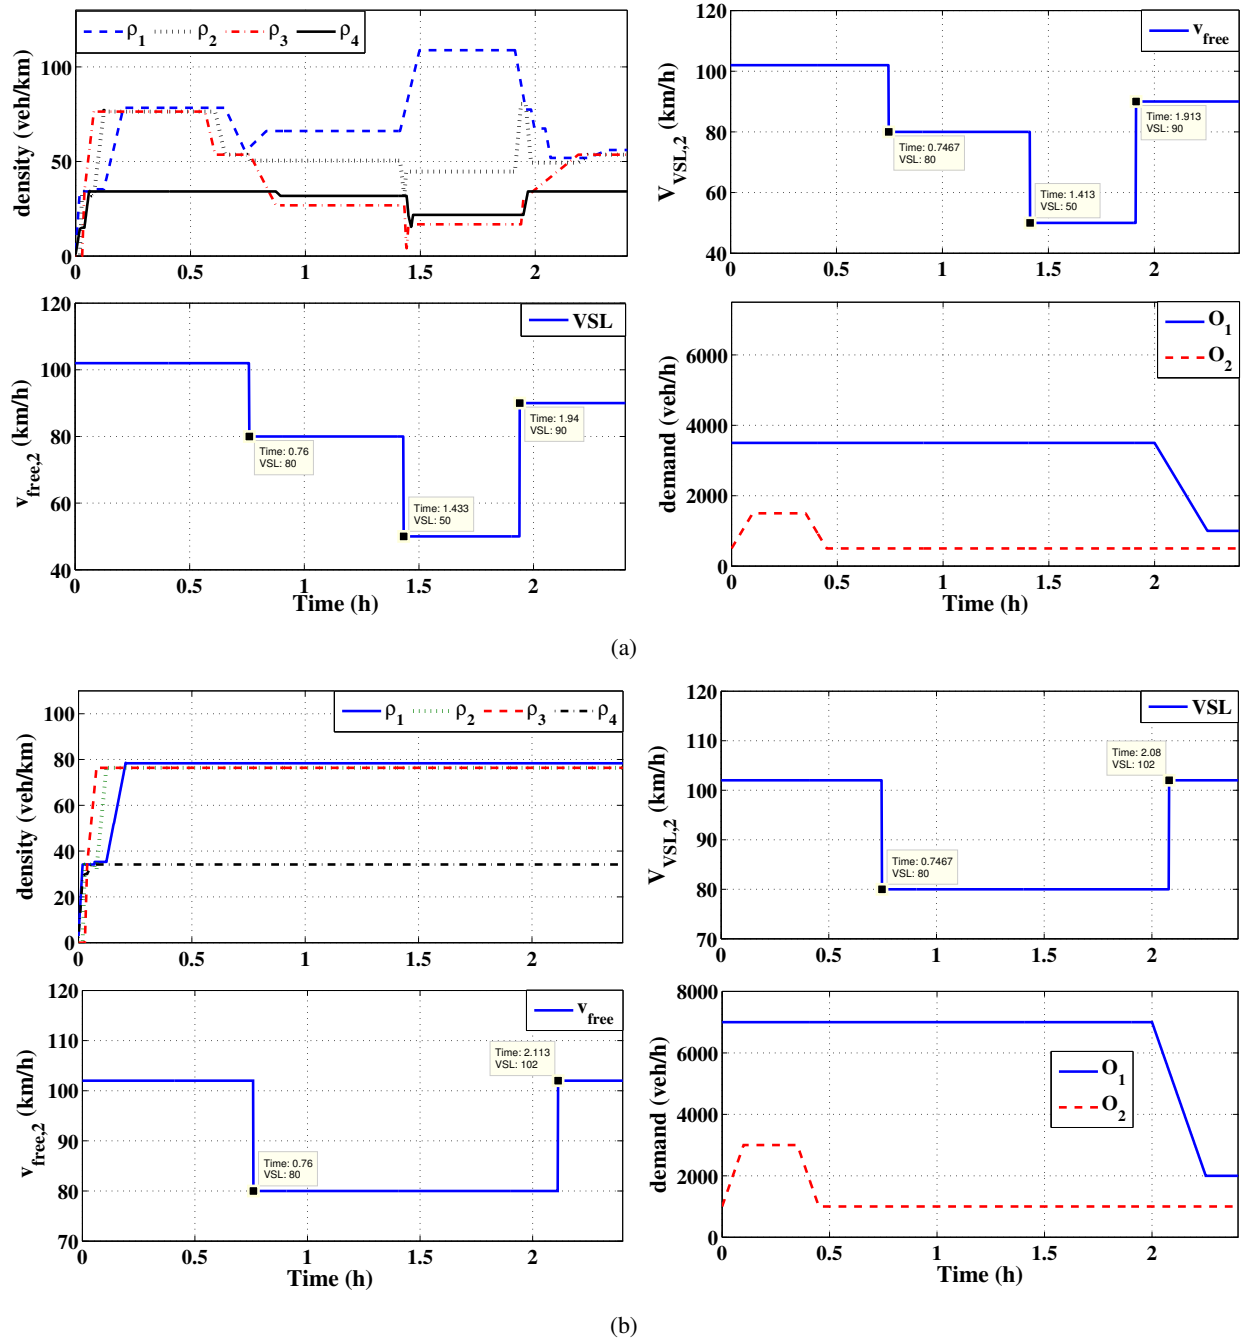 ρ1 ρ2 ρ3 ρ4
density (veh/km)
100
50
0
0 0.5 1 1.5 2
v_free
V_VSL,2 (km/h)
120
100
80
60
40
Time: 0.7467
VSL: 80
Time: 1.413
VSL: 50
Time: 1.913
VSL: 90
0 0.5 1 1.5 2
VSL
v_free,2 (km/h)
120
100
80
60
40
Time: 0.76
VSL: 80
Time: 1.433
VSL: 50
Time: 1.94
VSL: 90
0 0.5 1 1.5 2
Time (h)
O1
O2
demand (veh/h)
6000
4000
2000
0
0 0.5 1 1.5 2
Time (h)
(a)
ρ1 ρ2 ρ3 ρ4
density (veh/km)
100
80
60
40
20
0
0 0.5 1 1.5 2
VSL
V_VSL,2 (km/h)
120
110
100
90
80
70
Time: 0.7467
VSL: 80
Time: 2.08
VSL: 102
0 0.5 1 1.5 2
v_free
v_free,2 (km/h)
120
110
100
90
80
70
Time: 0.76
VSL: 80
Time: 2.113
VSL: 102
0 0.5 1 1.5 2
Time (h)
O1
O2
demand (veh/h)
8000
6000
4000
2000
0
0 0.5 1 1.5 2
Time (h)
(b)